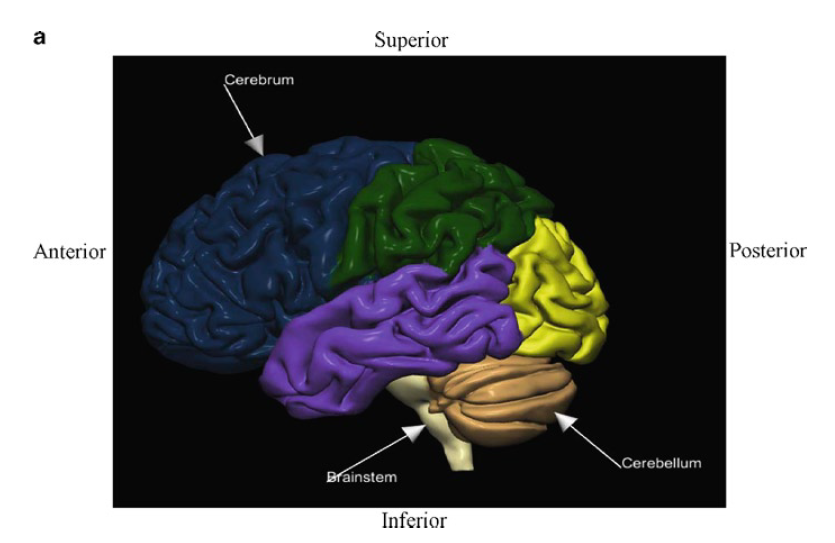 a
Superior
Cerebrum
Anterior
Posterior
Cerebellum
Brainstem
Inferior